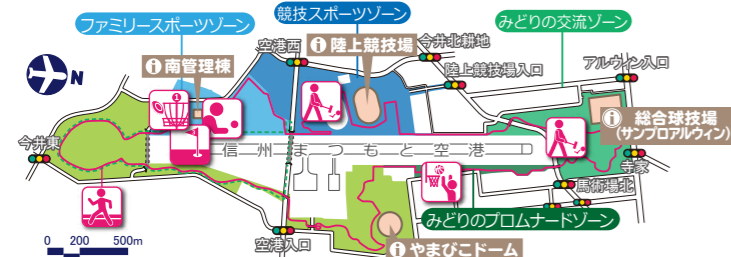 ファミリースポーツゾーン
競技スポーツゾーン
みどりの交流ゾーン
N
i 南管理棟
空港西
i 陸上競技場
今井北耕地
陸上競技場入口
アルウィン入口
1
i 総合球技場
(サンプロアルウィン)
今井東
信州まつもと空港
寺家
馬術場北
みどりのプロムナードゾーン
0 200 500m
空港入口
i やまびこドーム